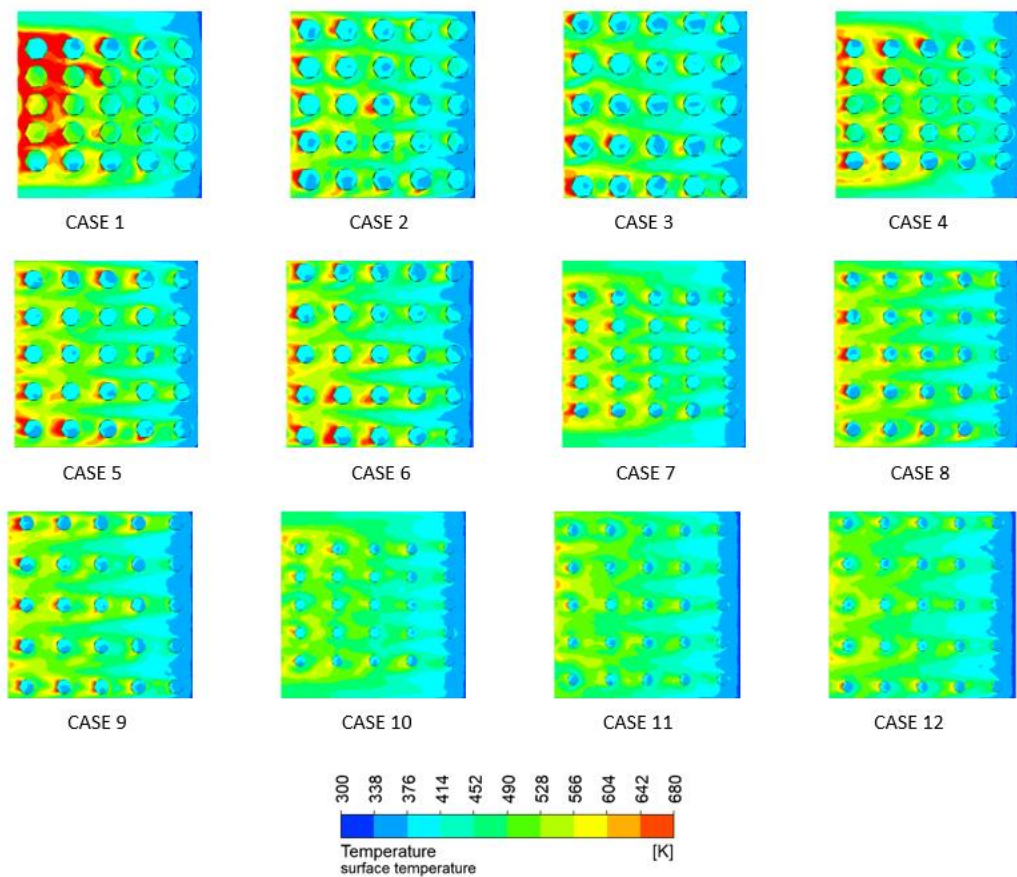 CASE 1
CASE 2
CASE 3
CASE 4
CASE 5
CASE 6
CASE 7
CASE 8
CASE 9
CASE 10
CASE 11
CASE 12
300 338 376 414 452 490 528 566 604 642 680
Temperature [K]
surface temperature